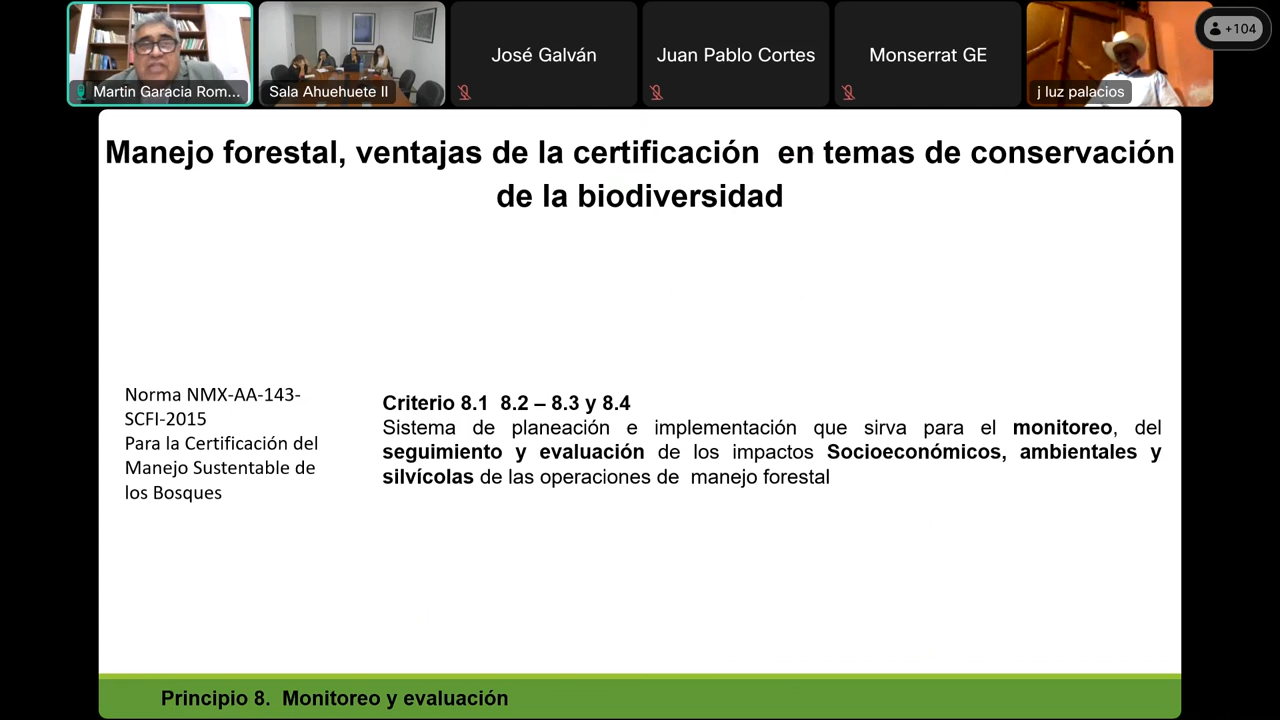 Martin Garacia Rom...
Sala Ahuehuete II
José Galván
Juan Pablo Cortes
Monserrat GE
j luz palacios
+104
Manejo forestal, ventajas de la certificación en temas de conservación
de la biodiversidad
Norma NMX-AA-143-
SCFI-2015
Para la Certificación del
Manejo Sustentable de
los Bosques
Criterio 8.1 8.2 – 8.3 y 8.4
Sistema de planeación e implementación que sirva para el monitoreo, del
seguimiento y evaluación de los impactos Socioeconómicos, ambientales y
silvícolas de las operaciones de manejo forestal
Principio 8. Monitoreo y evaluación